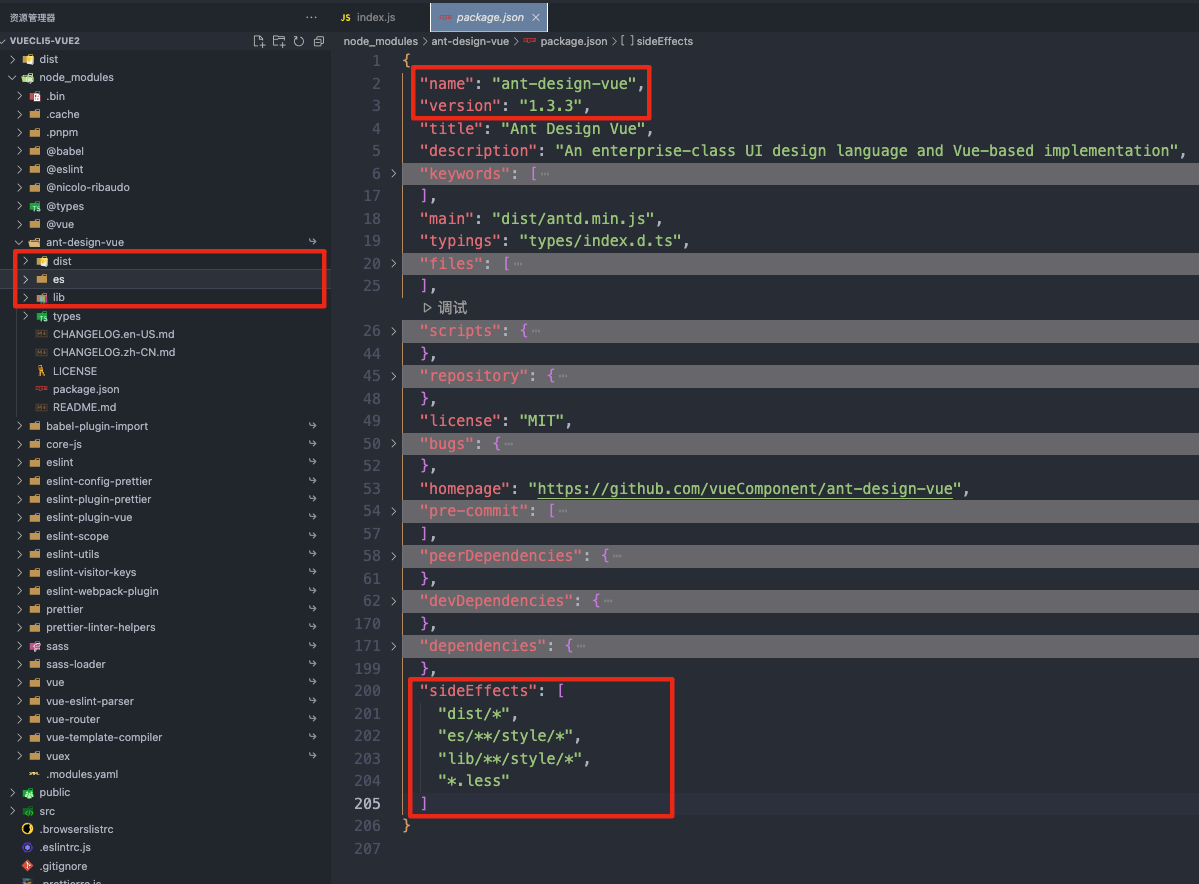 资源管理器
VUECLI5-VUE2
dist
node_modules
.bin
.cache
.pnpm
@babel
@eslint
@nicolo-ribaudo
@types
@vue
ant-design-vue
dist
es
lib
types
CHANGELOG.en-US.md
CHANGELOG.zh-CN.md
LICENSE
package.json
README.md
babel-plugin-import
core-js
eslint
eslint-config-prettier
eslint-plugin-prettier
eslint-plugin-vue
eslint-scope
eslint-utils
eslint-visitor-keys
eslint-webpack-plugin
prettier
prettier-linter-helpers
sass
sass-loader
vue
vue-eslint-parser
vue-router
vue-template-compiler
vuex
.modules.yaml
public
src
.browserslistrc
.eslintrc.js
.gitignore
.prettierrc.js
JS index.js package.json
node_modules > ant-design-vue > package.json > [ ] sideEffects
1 {
2 "name": "ant-design-vue",
3 "version": "1.3.3",
4 "title": "Ant Design Vue",
5 "description": "An enterprise-class UI design language and Vue-based implementation",
6 "keywords": [⋯
17 ],
18 "main": "dist/antd.min.js",
19 "typings": "types/index.d.ts",
20 "files": [⋯
25 ],
调试
26 "scripts": {⋯
44 },
45 "repository": {⋯
48 },
49 "license": "MIT",
50 "bugs": {⋯
52 },
53 "homepage": "https://github.com/vueComponent/ant-design-vue",
54 "pre-commit": [⋯
57 ],
58 "peerDependencies": {⋯
61 },
62 "devDependencies": {⋯
170 },
171 "dependencies": {⋯
199 },
200 "sideEffects": [
201 "dist/*",
202 "es/**/style/*",
203 "lib/**/style/*",
204 "*.less"
205 ]
206 }
207